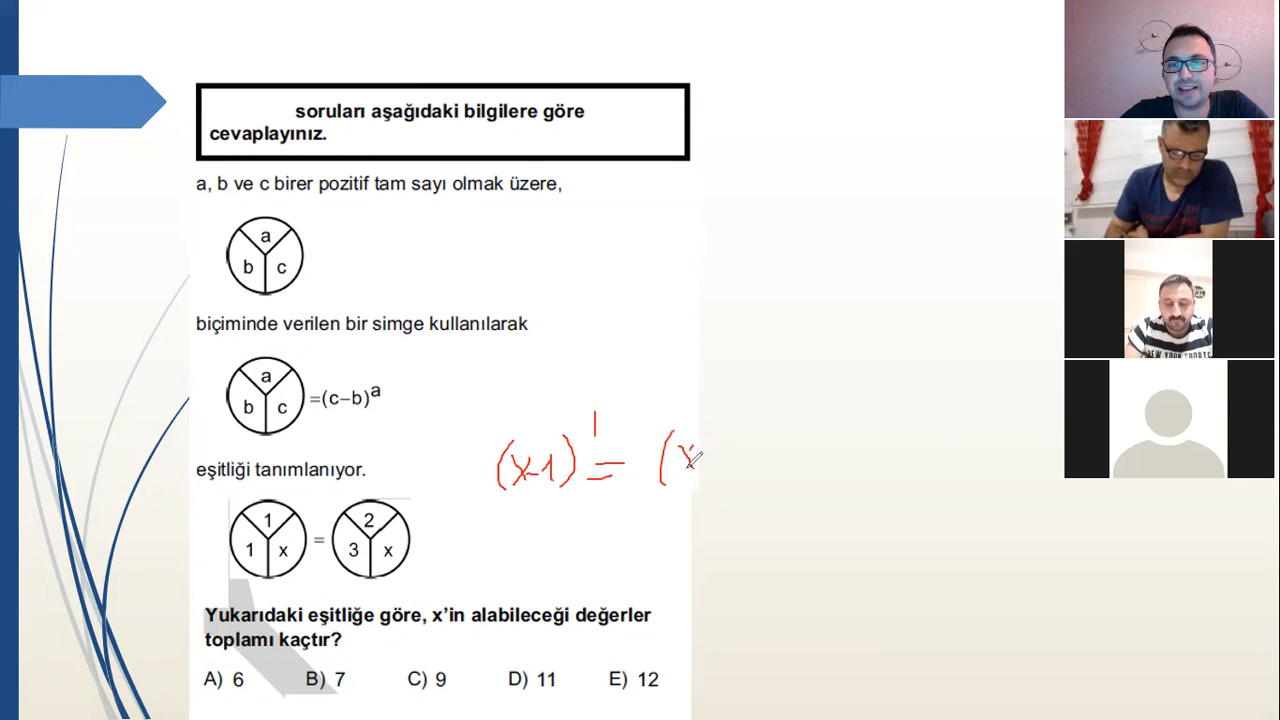 soruları aşağıdaki bilgilere göre
cevaplayınız.
a, b ve c birer pozitif tam sayı olmak üzere,
a
b c
biçiminde verilen bir simge kullanılarak
a
b c =(c−b)ᵃ
eşitliği tanımlanıyor.
(x-1)¹ = (x
1 2
1 x = 3 x
Yukarıdaki eşitliğe göre, x’in alabileceği değerler
toplamı kaçtır?
A) 6 B) 7 C) 9 D) 11 E) 12